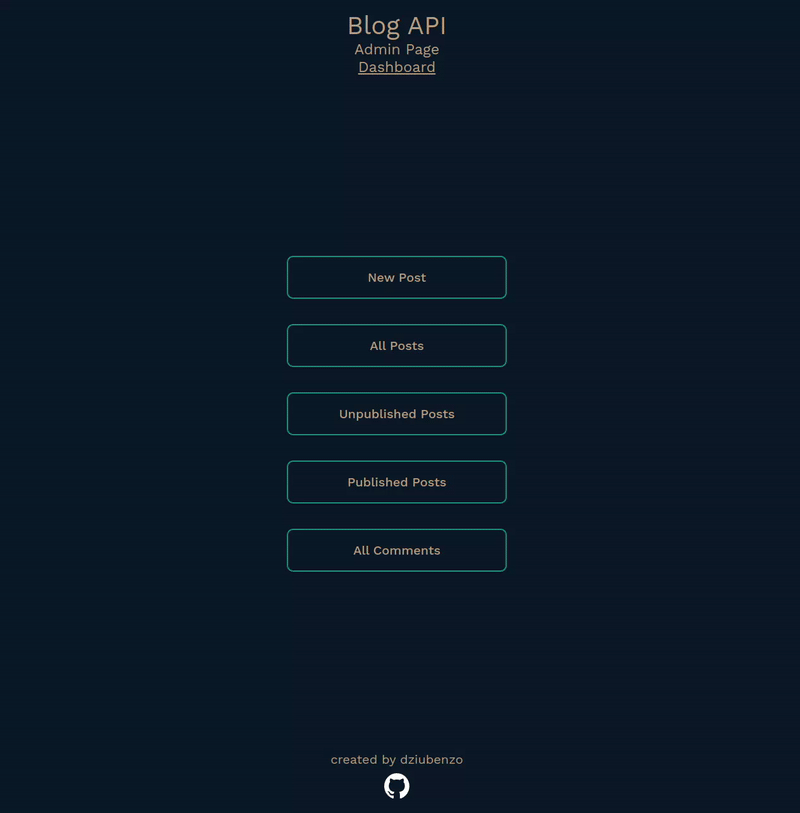 Blog API
Admin Page
Dashboard
New Post
All Posts
Unpublished Posts
Published Posts
All Comments
created by dziubenzo